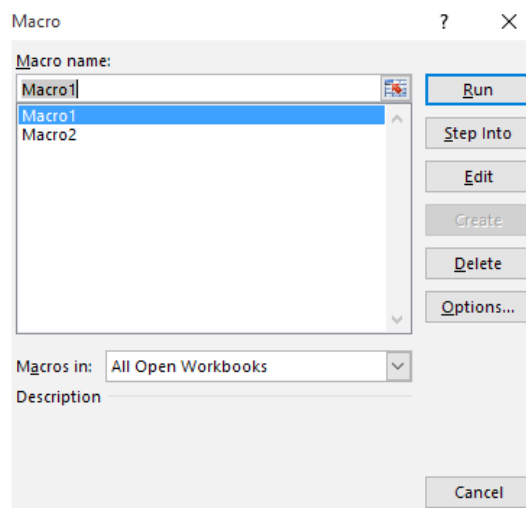 Macro ? ×
Macro name:
Macro1
Run
Macro1
Macro2
Step Into
Edit
Create
Delete
Options...
Macros in: All Open Workbooks
Description
Cancel